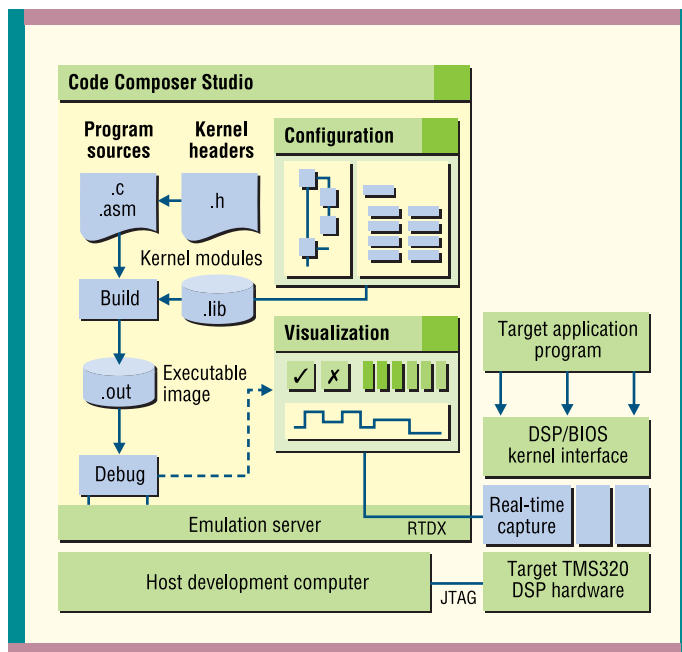 Code Composer Studio
Program
sources
Kernel
headers
Configuration
.c
.asm
.h
Kernel modules
Build
.lib
Visualization
Target application
program
Executable
image
.out
✓ ✗
DSP/BIOS
kernel interface
Debug
Real-time
capture
Emulation server
RTDX
Host development computer
JTAG
Target TMS320
DSP hardware